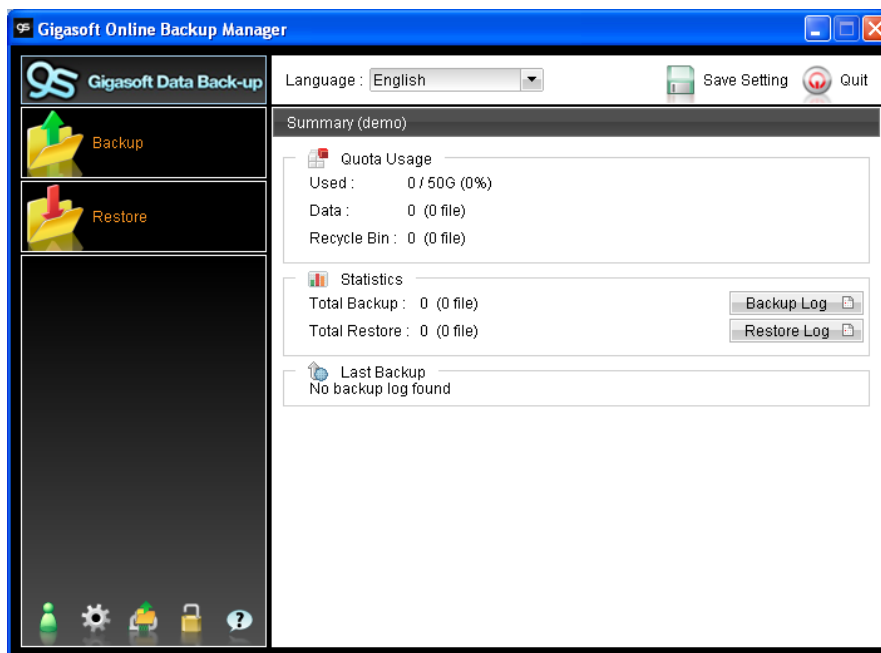 Gigasoft Online Backup Manager
Gigasoft Data Back-up
Language : English
Save Setting
Quit
Backup
Restore
Summary (demo)
Quota Usage
Used : 0 / 50G (0%)
Data : 0 (0 file)
Recycle Bin : 0 (0 file)
Statistics
Total Backup : 0 (0 file)
Backup Log
Total Restore : 0 (0 file)
Restore Log
Last Backup
No backup log found